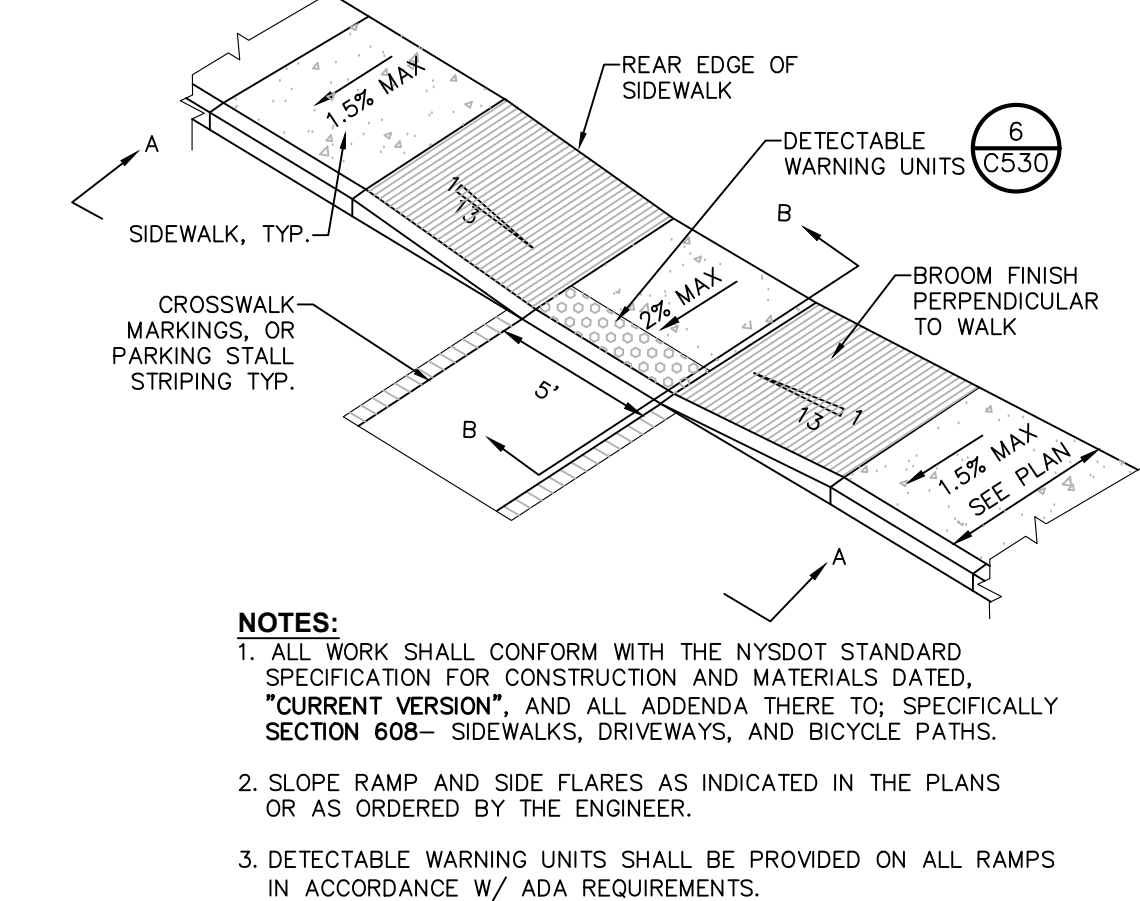 REAR EDGE OF
SIDEWALK
1.5% MAX
DETECTABLE
WARNING UNITS
6
C530
A
1
13
B
SIDEWALK, TYP.
2% MAX
BROOM FINISH
PERPENDICULAR
TO WALK
CROSSWALK
MARKINGS, OR
PARKING STALL
STRIPING TYP.
5'
13
1
B
1.5% MAX
SEE PLAN
A
NOTES:
1. ALL WORK SHALL CONFORM WITH THE NYSDOT STANDARD
SPECIFICATION FOR CONSTRUCTION AND MATERIALS DATED,
"CURRENT VERSION", AND ALL ADDENDA THERE TO; SPECIFICALLY
SECTION 608– SIDEWALKS, DRIVEWAYS, AND BICYCLE PATHS.
2. SLOPE RAMP AND SIDE FLARES AS INDICATED IN THE PLANS
OR AS ORDERED BY THE ENGINEER.
3. DETECTABLE WARNING UNITS SHALL BE PROVIDED ON ALL RAMPS
IN ACCORDANCE W/ ADA REQUIREMENTS.